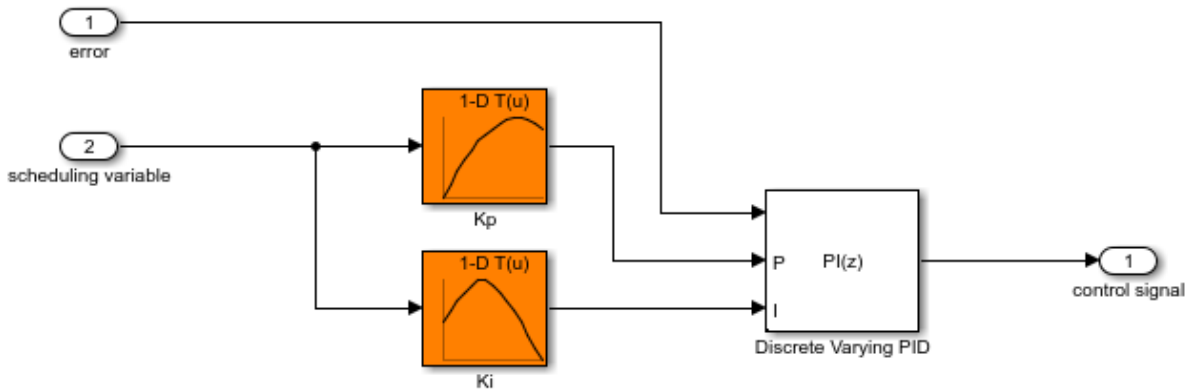 1
error
1-D T(u)
2
scheduling variable
Kp
1-D T(u)
P
PI(z)
1
I
control signal
Discrete Varying PID
Ki